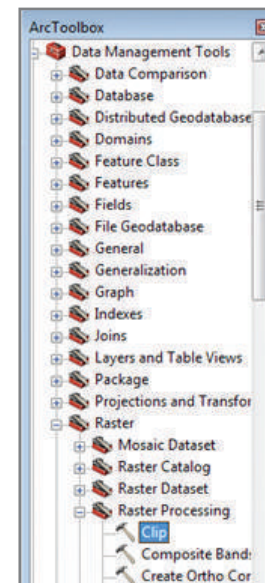 ArcToolbox
Data Management Tools
Data Comparison
Database
Distributed Geodatabase
Domains
Feature Class
Features
Fields
File Geodatabase
General
Generalization
Graph
Indexes
Joins
Layers and Table Views
Package
Projections and Transfor
Raster
Mosaic Dataset
Raster Catalog
Raster Dataset
Raster Processing
Clip
Composite Bands
Create Ortho Cor